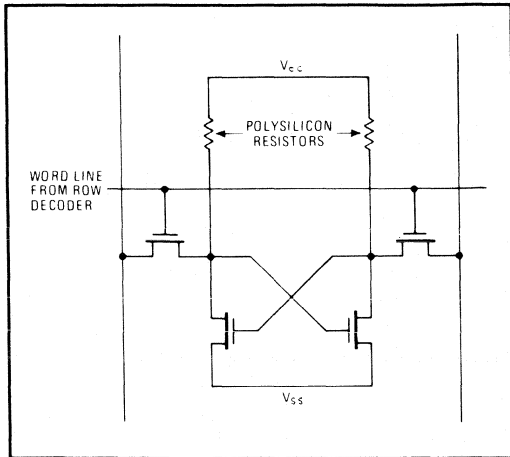 Vcc
POLYSILICON
RESISTORS
WORD LINE
FROM ROW
DECODER
VSS